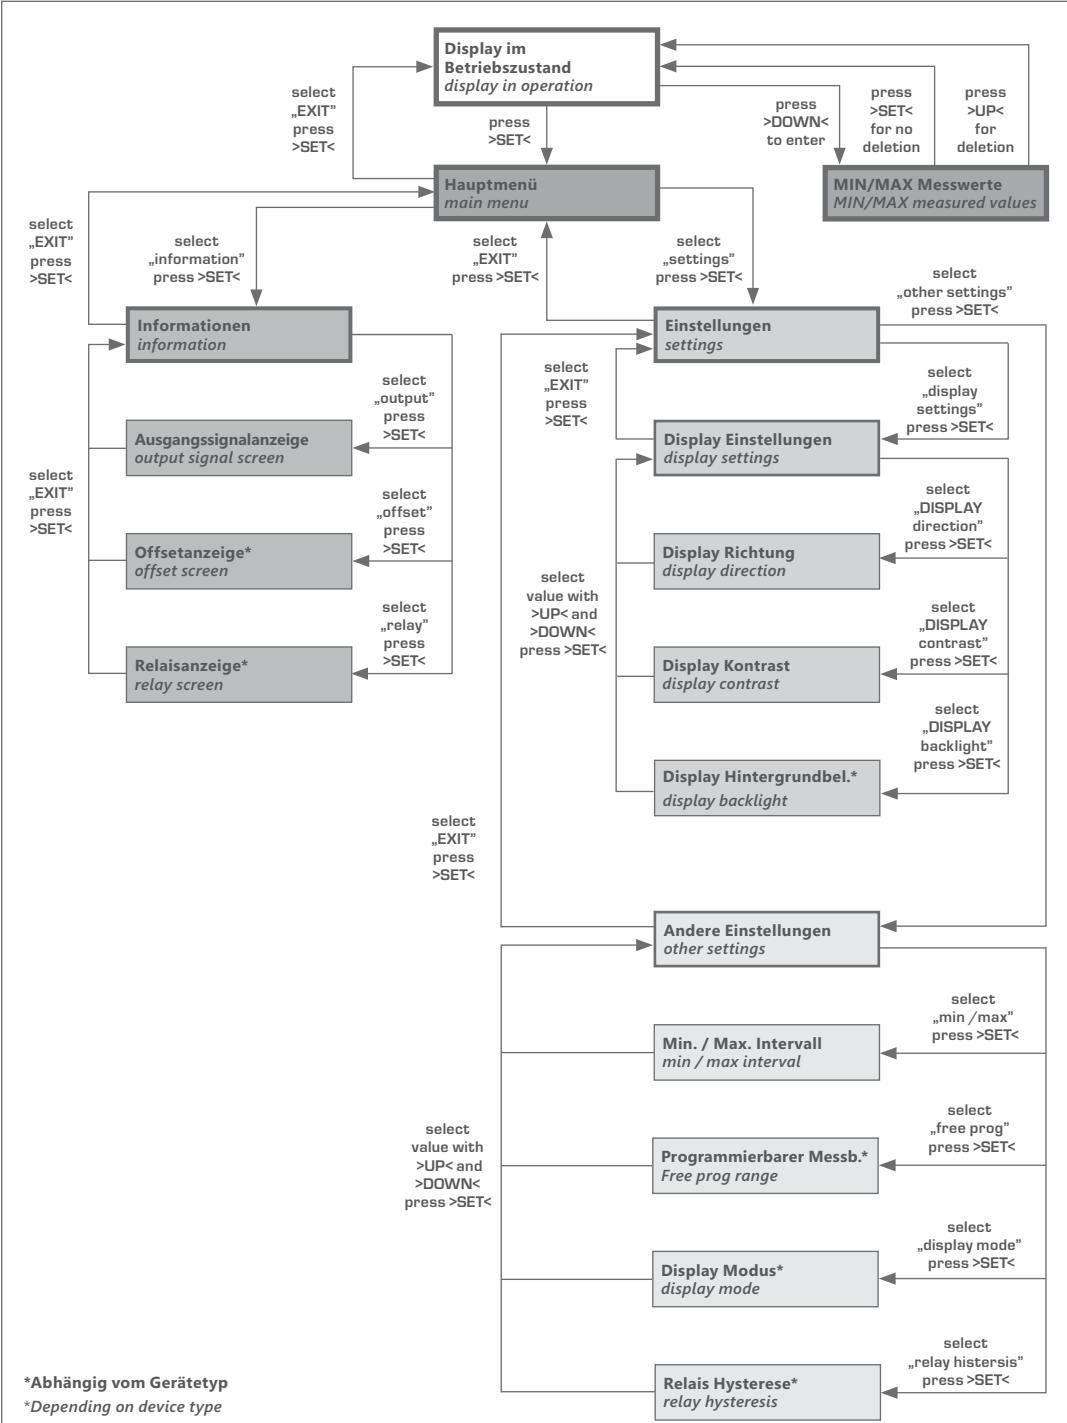 Display im
Betriebszustand
display in operation
select
„EXIT”
press
>SET<
press
>SET<
press
>DOWN<
to enter
press
>SET<
for no
deletion
press
>UP<
for
deletion
Hauptmenü
main menu
MIN/MAX Messwerte
MIN/MAX measured values
select
„EXIT”
press
>SET<
select
„information”
press >SET<
select
„EXIT”
press >SET<
select
„settings”
press >SET<
select
„other settings”
press >SET<
Informationen
information
Einstellungen
settings
select
„output”
press
>SET<
select
„EXIT”
press
>SET<
select
„display
settings”
press >SET<
Ausgangssignalanzeige
output signal screen
Display Einstellungen
display settings
select
„EXIT”
press
>SET<
select
„offset”
press
>SET<
select
„DISPLAY
direction”
press >SET<
Offsetanzeige*
offset screen
Display Richtung
display direction
select
value with
>UP< and
>DOWN<
press >SET<
select
„relay”
press
>SET<
select
„DISPLAY
contrast”
press >SET<
Relaisanzeige*
relay screen
Display Kontrast
display contrast
select
„DISPLAY
backlight”
press >SET<
Display Hintergrundbel.*
display backlight
select
„EXIT”
press
>SET<
Andere Einstellungen
other settings
select
„min /max”
press >SET<
Min. / Max. Intervall
min / max interval
select
„free prog”
press >SET<
select
value with
>UP< and
>DOWN<
press >SET<
Programmierbarer Messb.*
Free prog range
select
„display mode”
press >SET<
Display Modus*
display mode
select
„relay histersis”
press >SET<
Relais Hysterese*
relay hysteresis
*Abhängig vom Gerätetyp
*Depending on device type